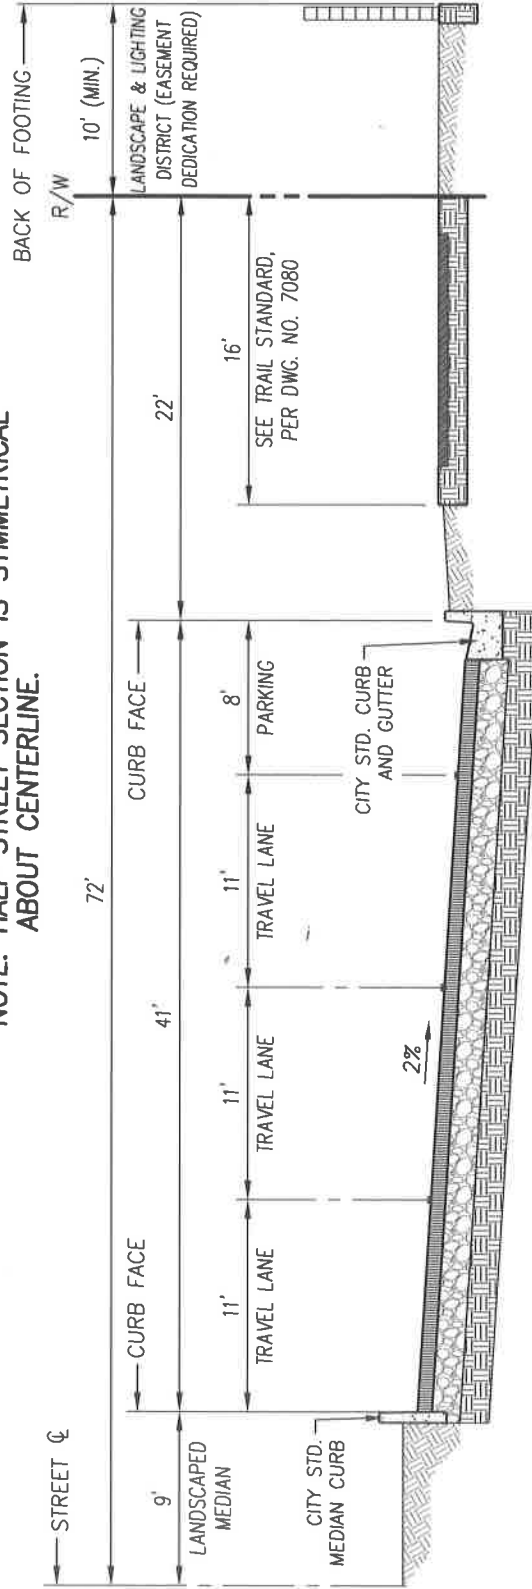 NOTE: HALF STREET SECTION IS SYMMETRICAL
ABOUT CENTERLINE.
STREET ℄
BACK OF FOOTING
R/W
72'
10' (MIN.)
CURB FACE
CURB FACE
9'
41'
22'
LANDSCAPED
MEDIAN
LANDSCAPE & LIGHTING
DISTRICT (EASEMENT
DEDICATION REQUIRED)
11'
TRAVEL LANE
11'
TRAVEL LANE
11'
TRAVEL LANE
8'
PARKING
16'
SEE TRAIL STANDARD,
PER DWG. NO. 7080
CITY STD.
MEDIAN CURB
2%
CITY STD. CURB
AND GUTTER